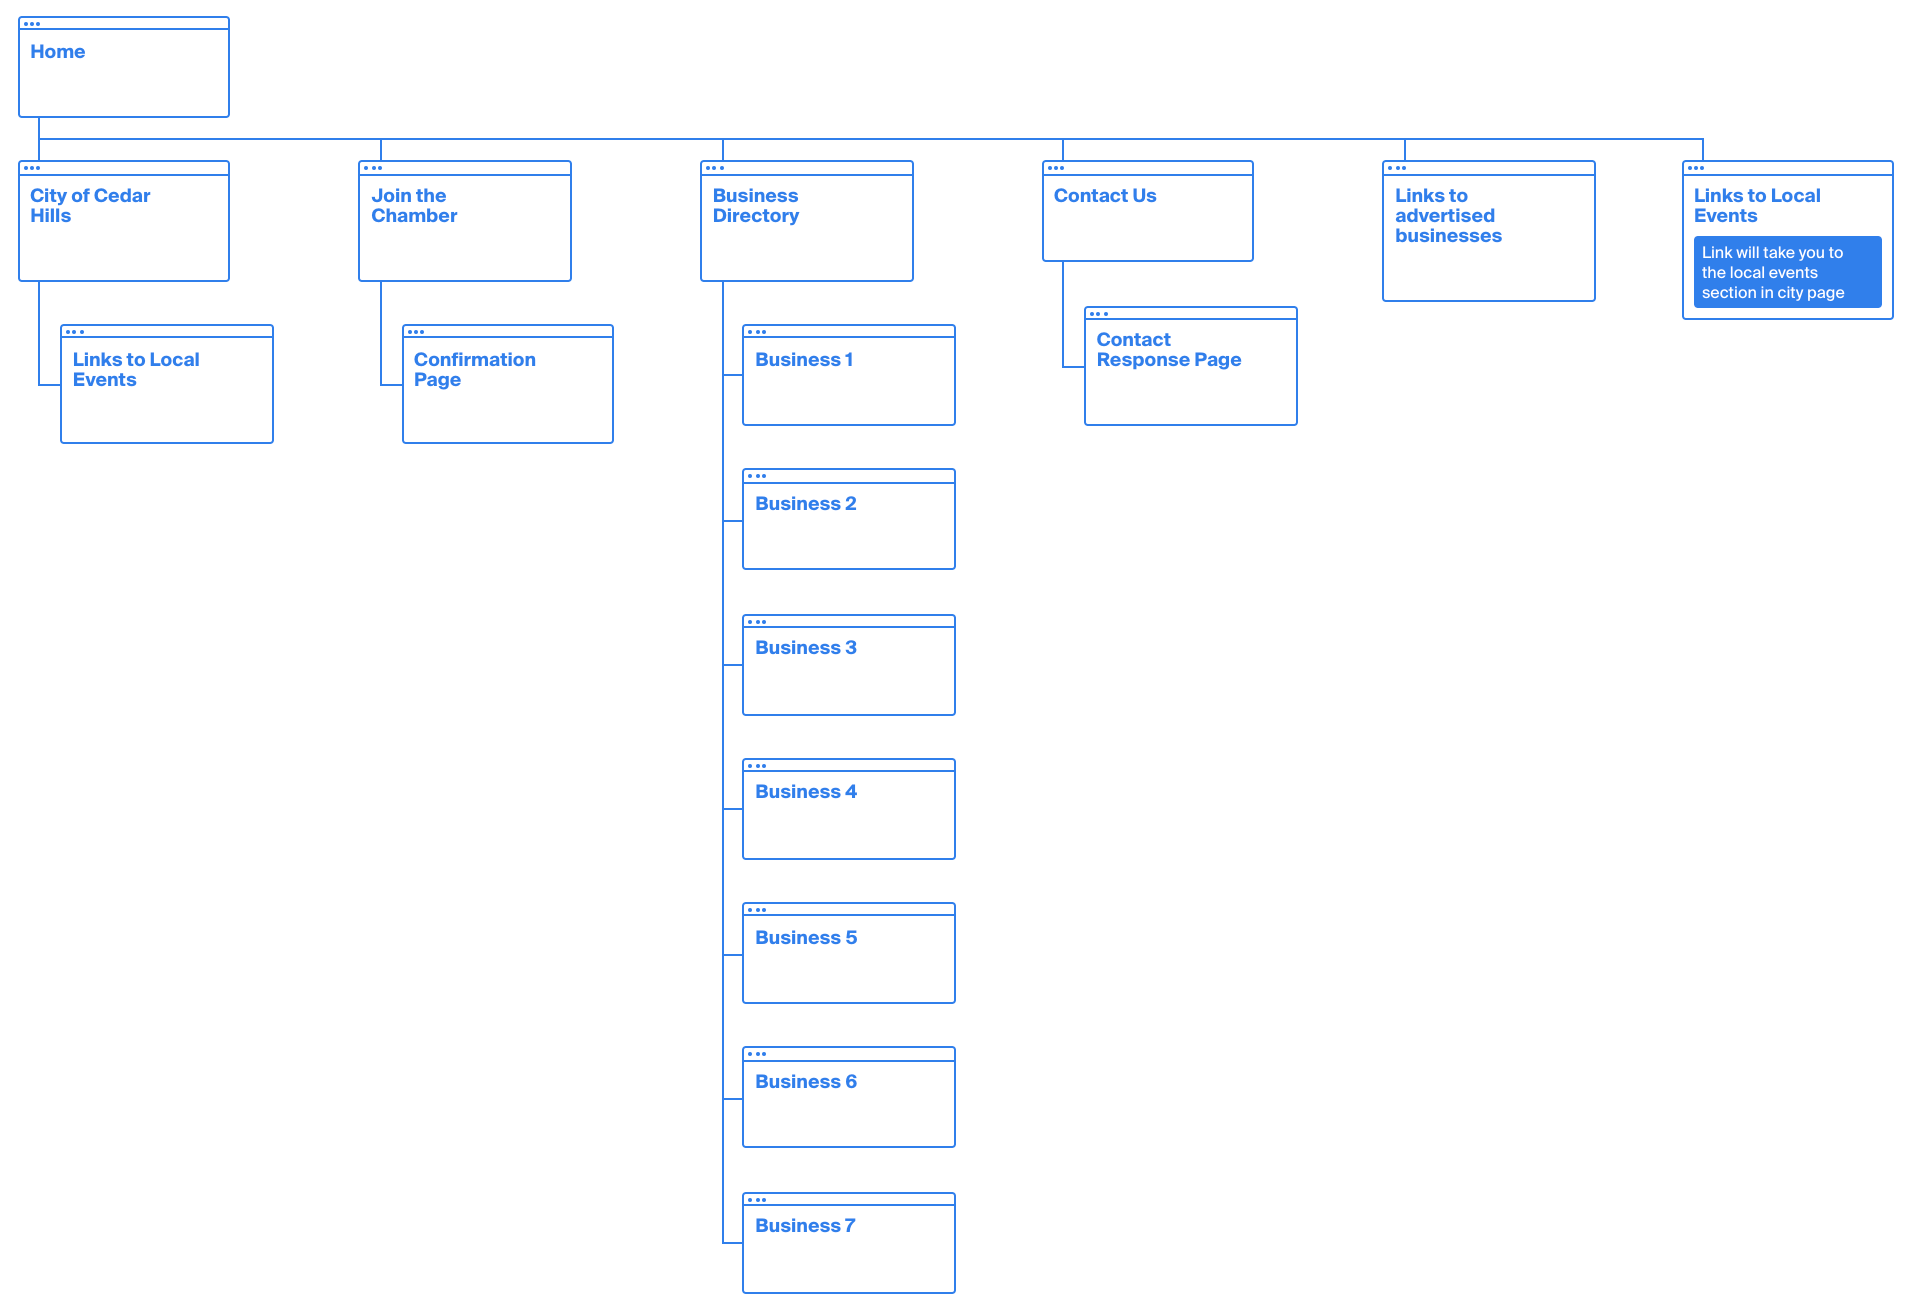 Home
City of Cedar
Hills
Join the
Chamber
Business
Directory
Contact Us
Links to
advertised
businesses
Links to Local
Events
Link will take you to
the local events
section in city page
Links to Local
Events
Confirmation
Page
Business 1
Contact
Response Page
Business 2
Business 3
Business 4
Business 5
Business 6
Business 7